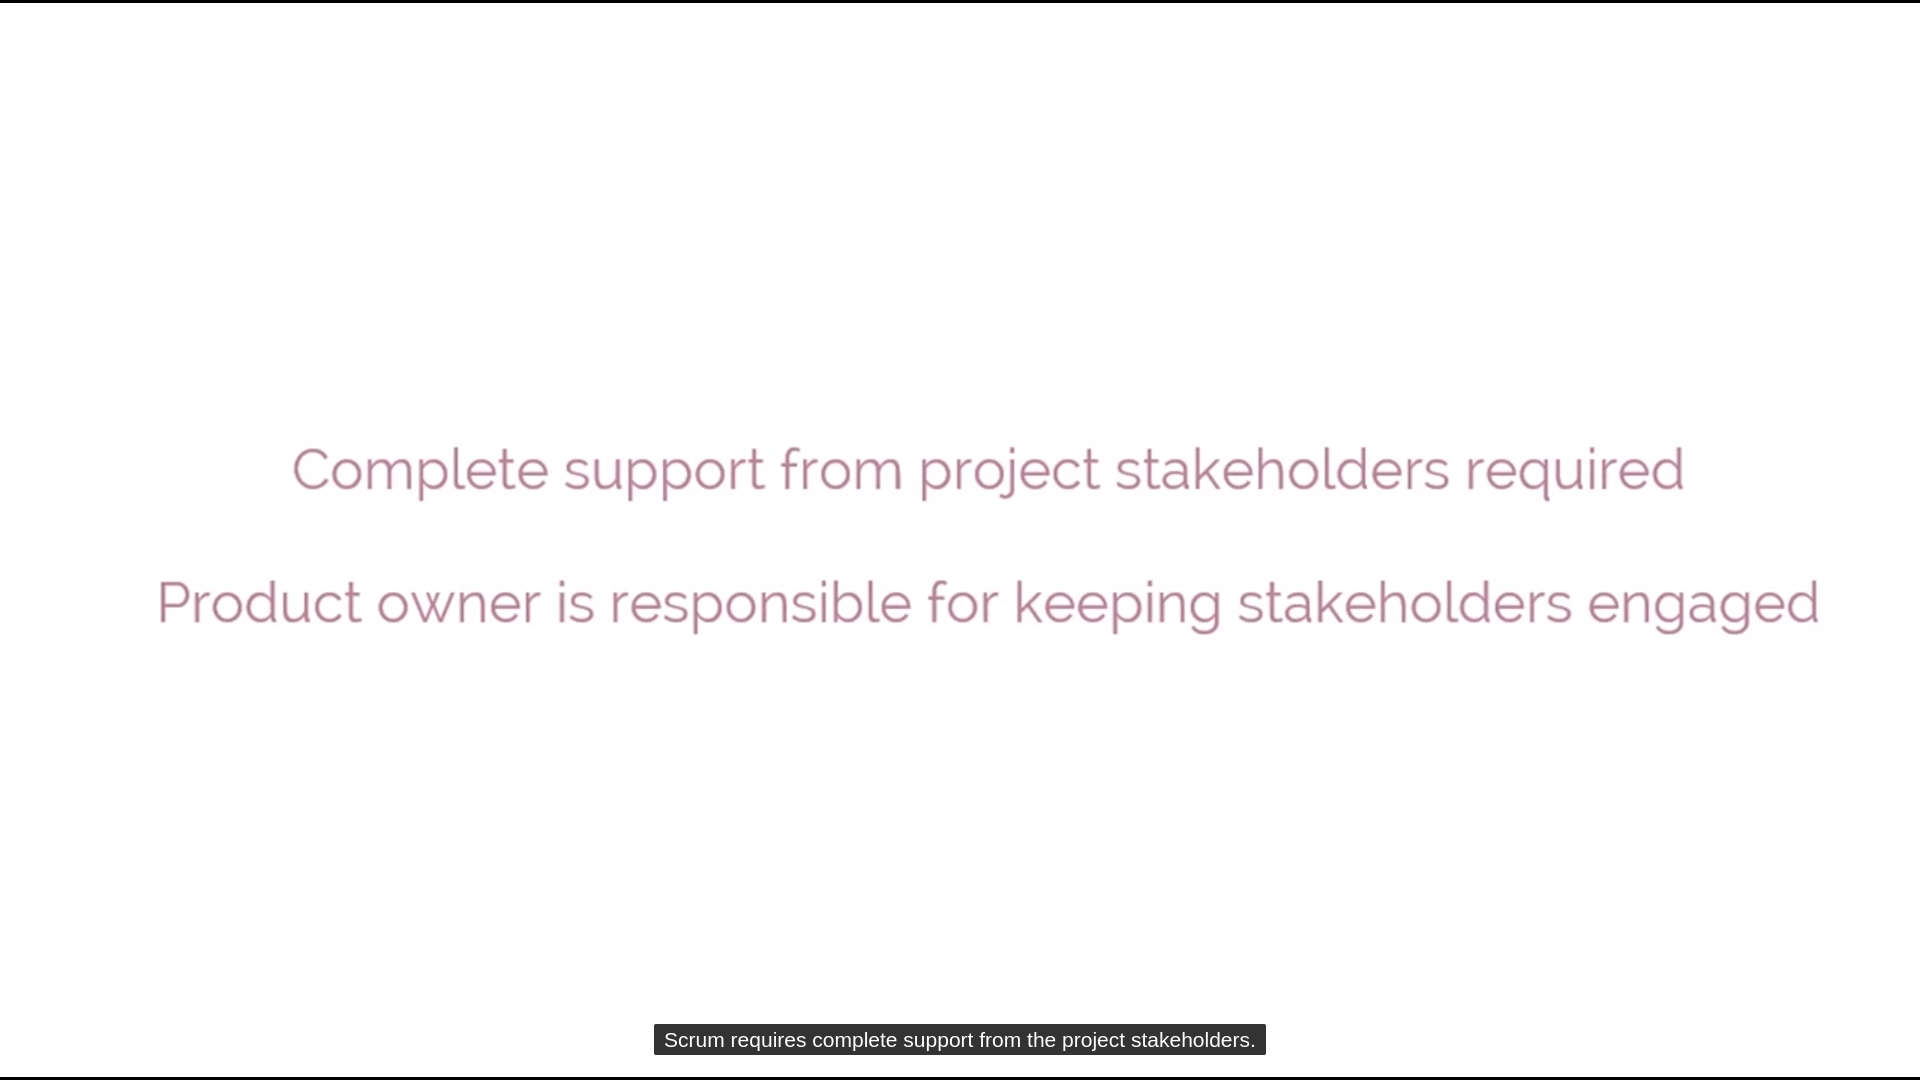 Complete support from project stakeholders required
Product owner is responsible for keeping stakeholders engaged
Scrum requires complete support from the project stakeholders.